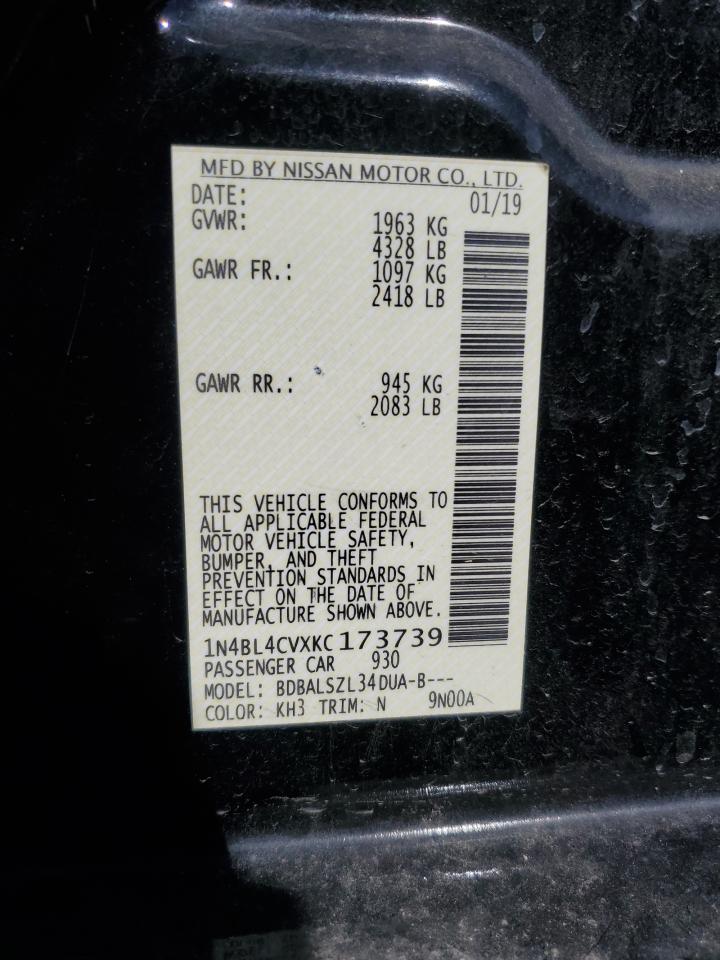 MFD BY NISSAN MOTOR CO., LTD.
DATE: 01/19
GVWR: 1963 KG
4328 LB
GAWR FR.: 1097 KG
2418 LB
GAWR RR.: 945 KG
2083 LB
THIS VEHICLE CONFORMS TO
ALL APPLICABLE FEDERAL
MOTOR VEHICLE SAFETY,
BUMPER, AND THEFT
PREVENTION STANDARDS IN
EFFECT ON THE DATE OF
MANUFACTURE SHOWN ABOVE.
1N4BL4CVXKC173739
PASSENGER CAR 930
MODEL: BDBALSZL34DUA-B---
COLOR: KH3 TRIM: N 9N00A